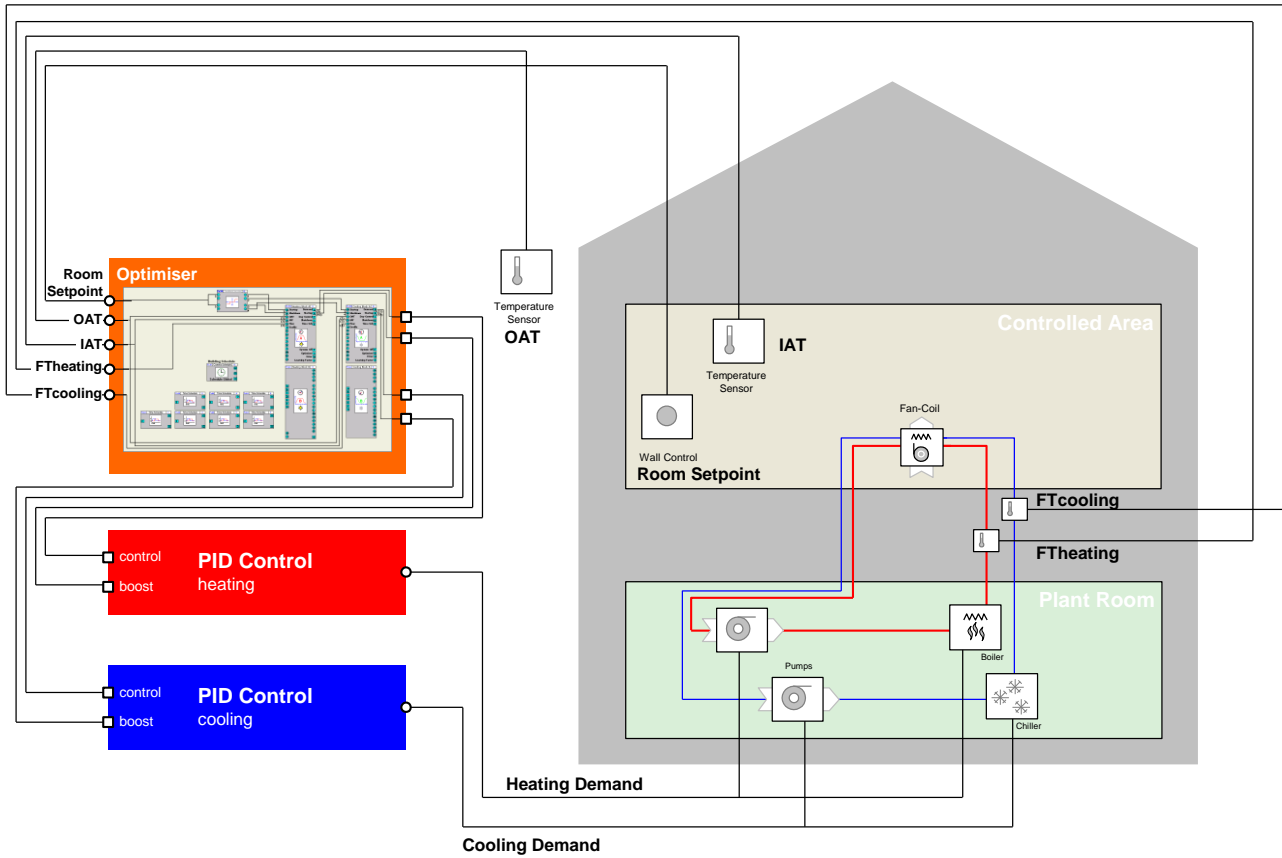 Optimiser
Room
Setpoint
OAT
IAT
FTheating
FTcooling
Temperature
Sensor
OAT
Controlled Area
Temperature
Sensor
IAT
Wall Control
Room Setpoint
Fan-Coil
FTcooling
FTheating
PID Control
heating
control
boost
PID Control
cooling
control
boost
Plant Room
Pumps
Boiler
Chiller
Heating Demand
Cooling Demand